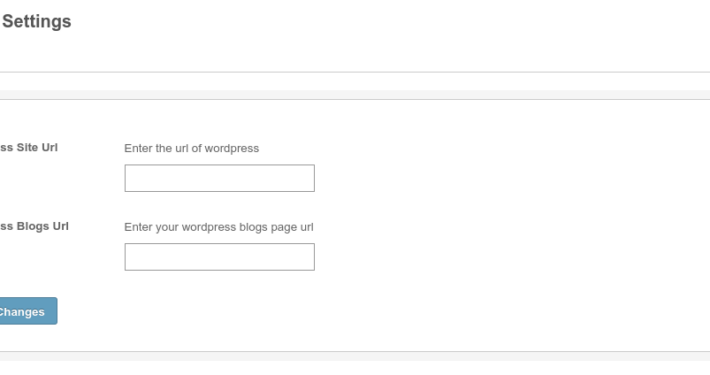 Settings
ss Site Url
Enter the url of wordpress
ss Blogs Url
Enter your wordpress blogs page url
Changes